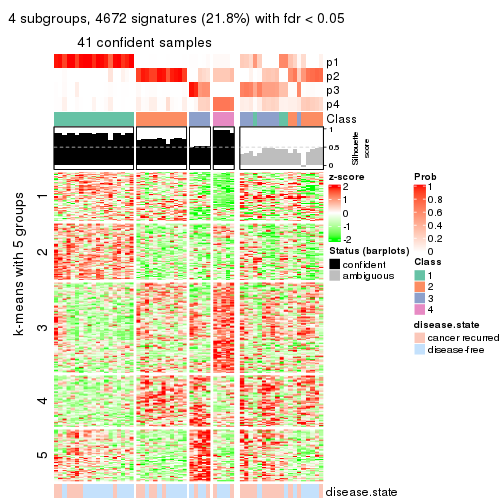 4 subgroups, 4672 signatures (21.8%) with fdr < 0.05
41 confident samples
p1
p2
p3
p4
Class
1
0.5
0
Silhouette
score
k-means with 5 groups
1
2
3
4
5
disease.state
z-score
2
1
0
-1
-2
Status (barplots)
confident
ambiguous
Prob
1
0.8
0.6
0.4
0.2
0
Class
1
2
3
4
disease.state
cancer recurred
disease-free